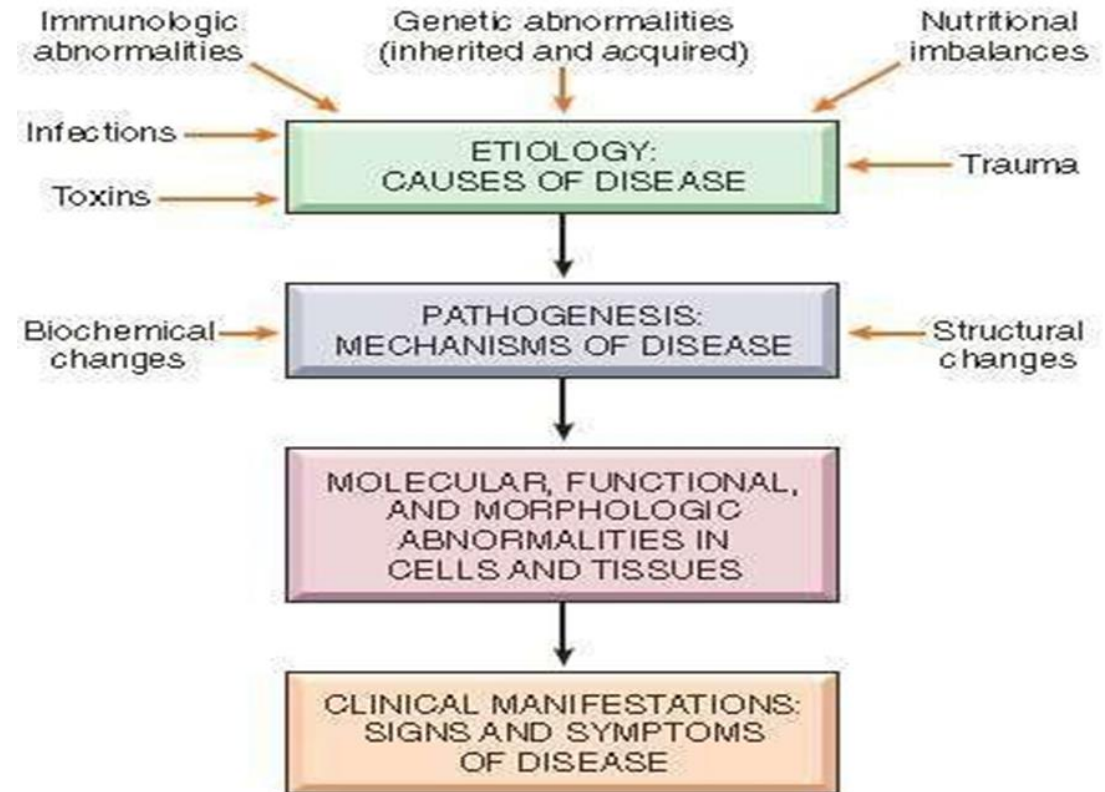 Immunologic
abnormalities
Genetic abnormalities
(inherited and acquired)
Nutritional
imbalances
Infections
Toxins
ETIOLOGY:
CAUSES OF DISEASE
Trauma
Biochemical
changes
PATHOGENESIS:
MECHANISMS OF DISEASE
Structural
changes
MOLECULAR, FUNCTIONAL,
AND MORPHOLOGIC
ABNORMALITIES IN
CELLS AND TISSUES
CLINICAL MANIFESTATIONS:
SIGNS AND SYMPTOMS
OF DISEASE